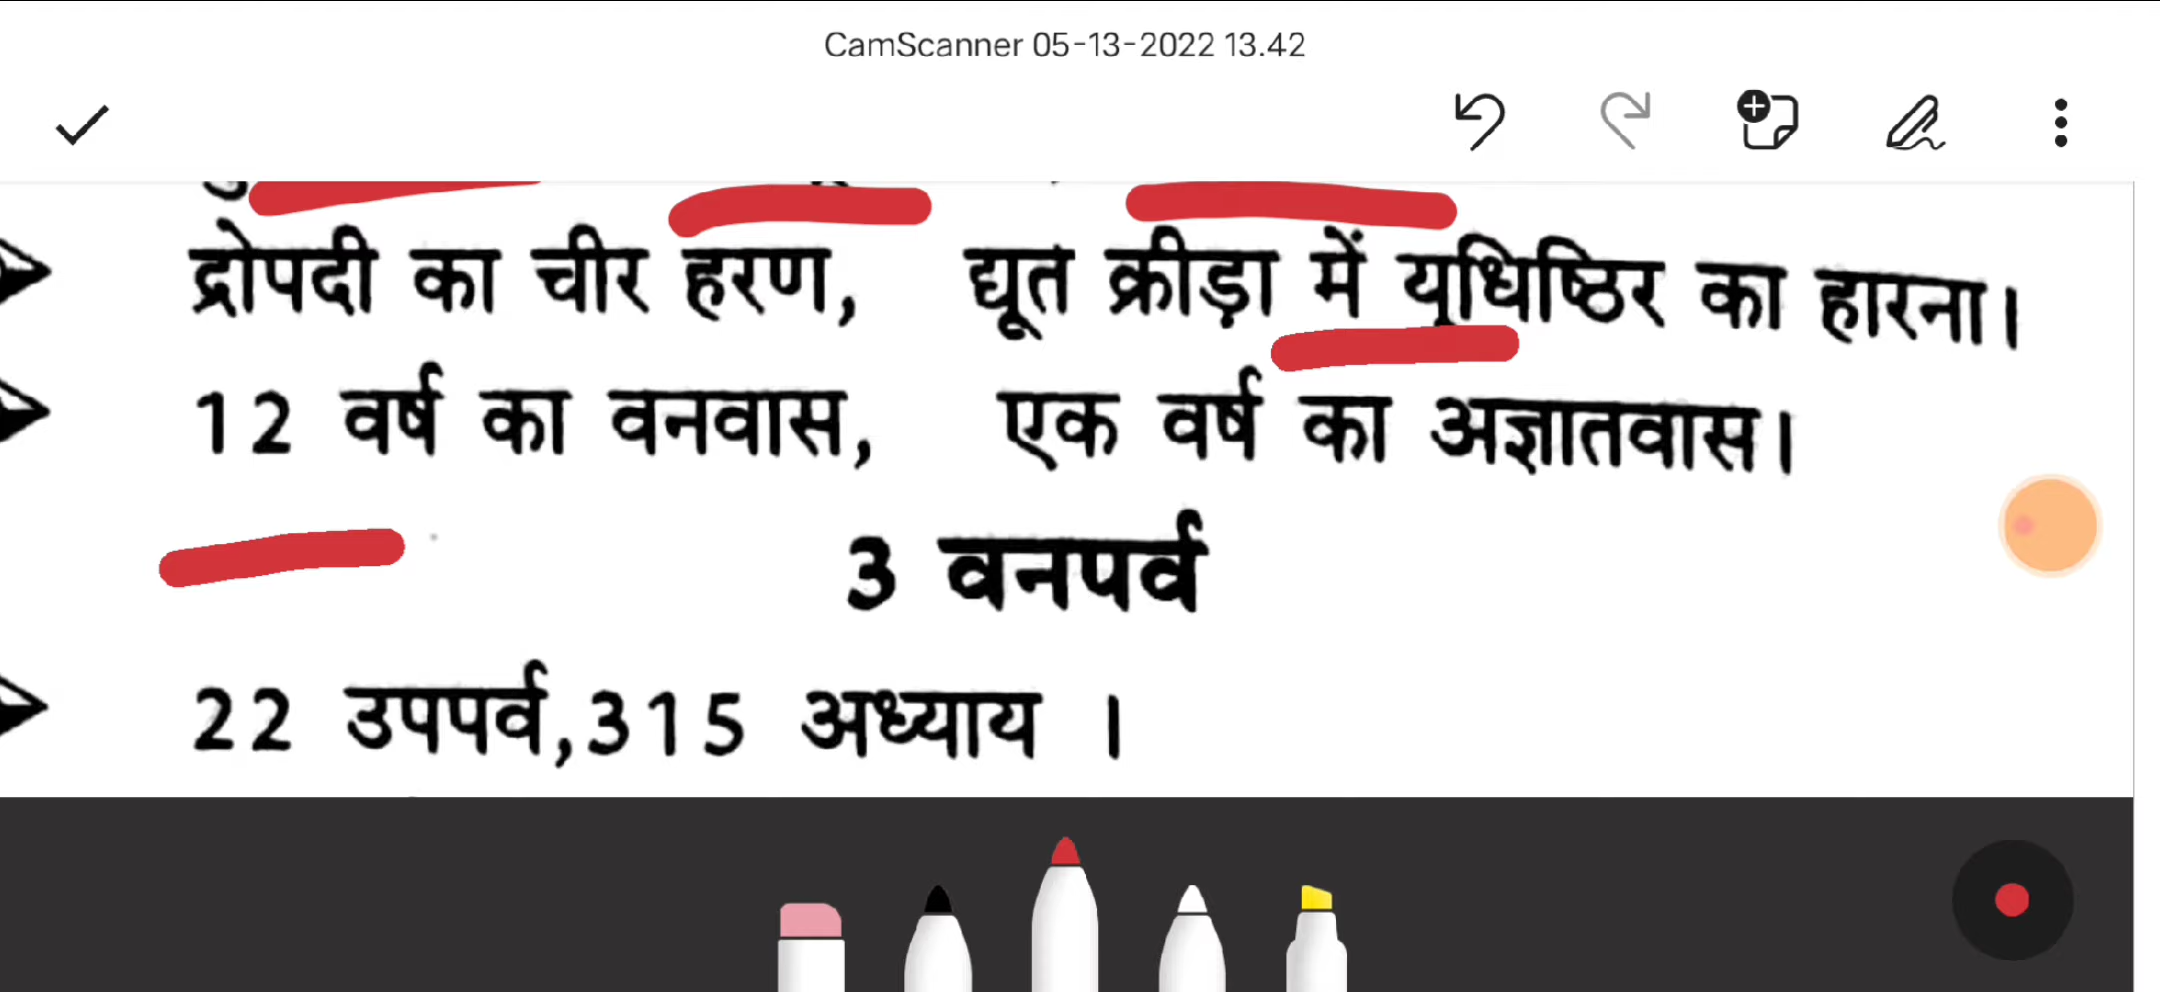 CamScanner 05-13-2022 13.42
द्रोपदी का चीर हरण, द्यूत क्रीड़ा में युधिष्ठिर का हारना।
12 वर्ष का वनवास, एक वर्ष का अज्ञातवास।
3 वनपर्व
22 उपपर्व,315 अध्याय ।